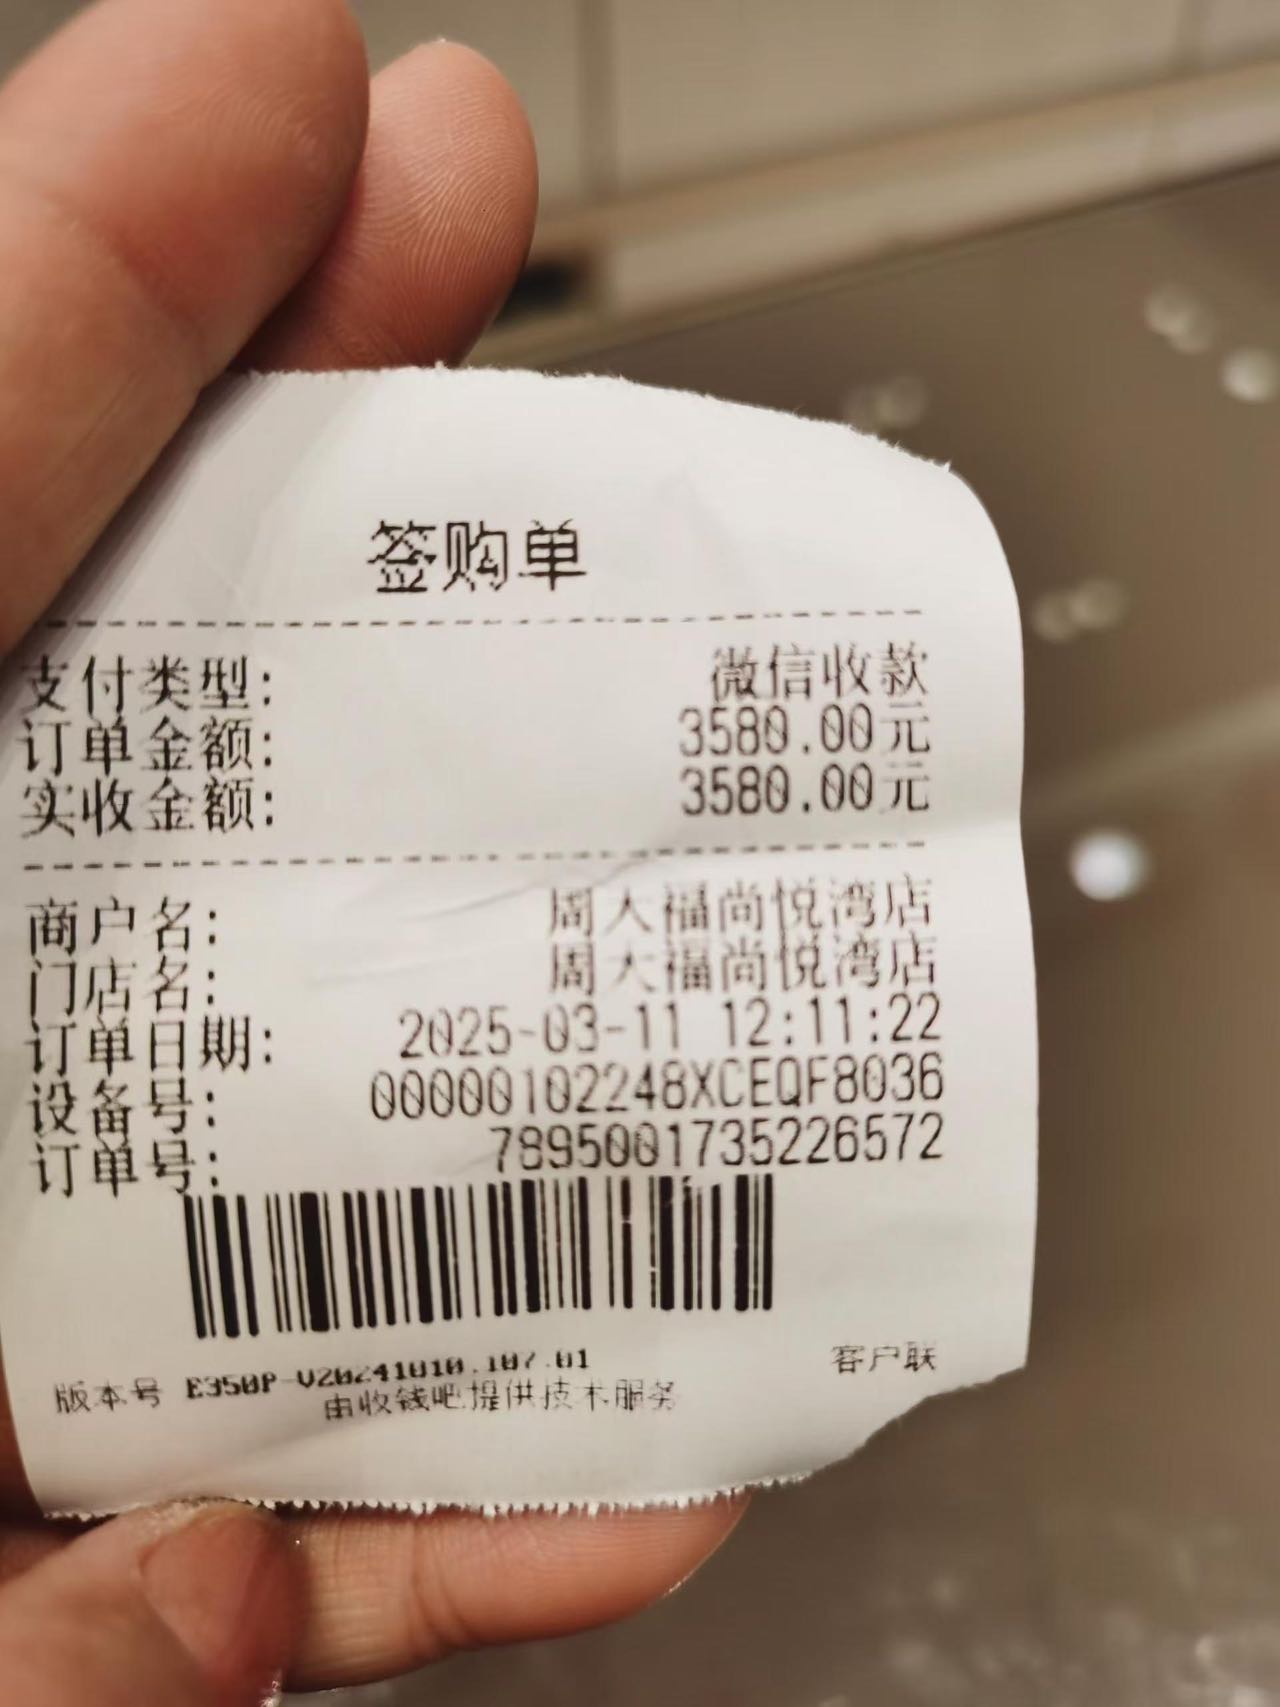 签购单
支付类型: 微信收款
订单金额: 3580.00元
实收金额: 3580.00元
商户名: 周大福尚悦湾店
门店名: 周大福尚悦湾店
订单日期: 2025-03-11 12:11:22
设备号: 00000102248XCEQF8036
订单号: 7895001735226572
客户联
版本号 E350P-V20241010.107.01
由收钱吧提供技术服务